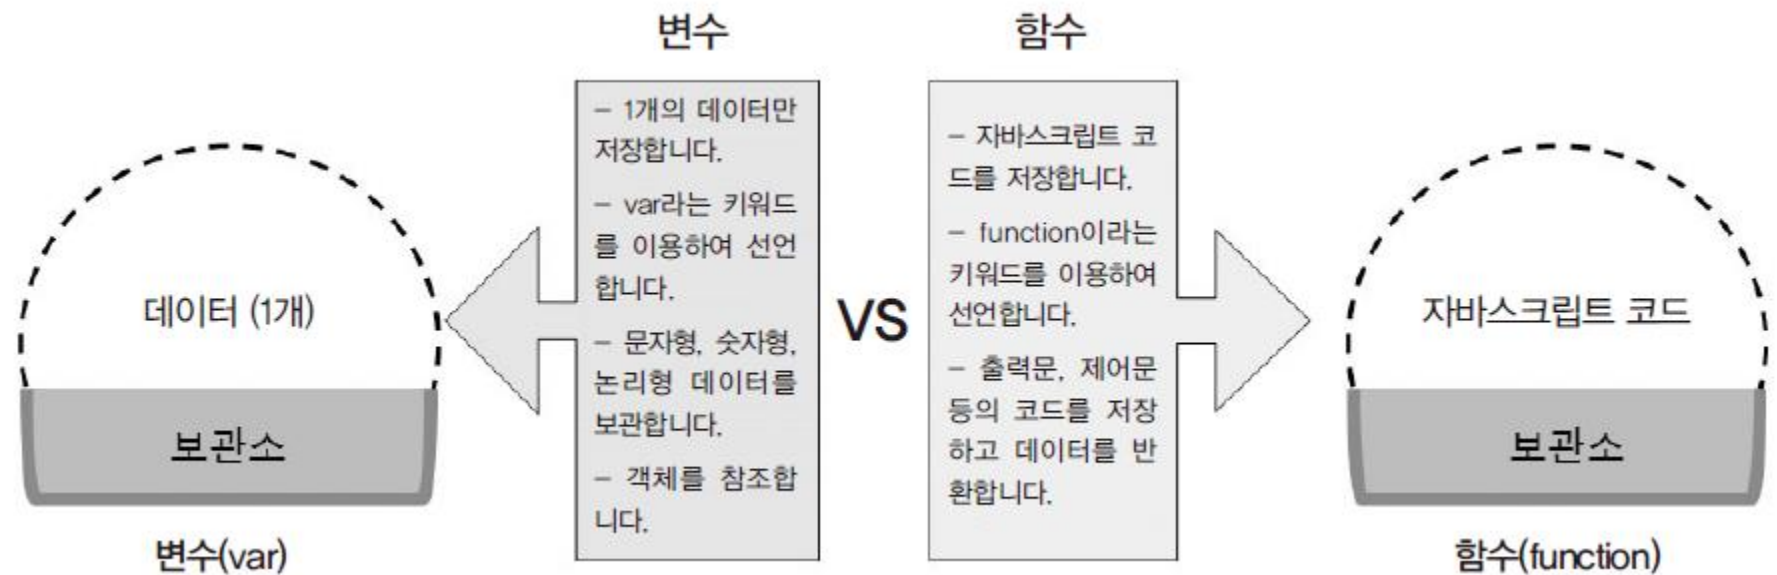 변수
함수
– 1개의 데이터만
저장합니다.
– var라는 키워드
를 이용하여 선언
합니다.
– 문자형, 숫자형,
논리형 데이터를
보관합니다.
– 객체를 참조합
니다.
VS
– 자바스크립트 코
드를 저장합니다.
– function이라는
키워드를 이용하여
선언합니다.
– 출력문, 제어문
등의 코드를 저장
하고 데이터를 반
환합니다.
데이터 (1개)
보관소
변수(var)
자바스크립트 코드
보관소
함수(function)